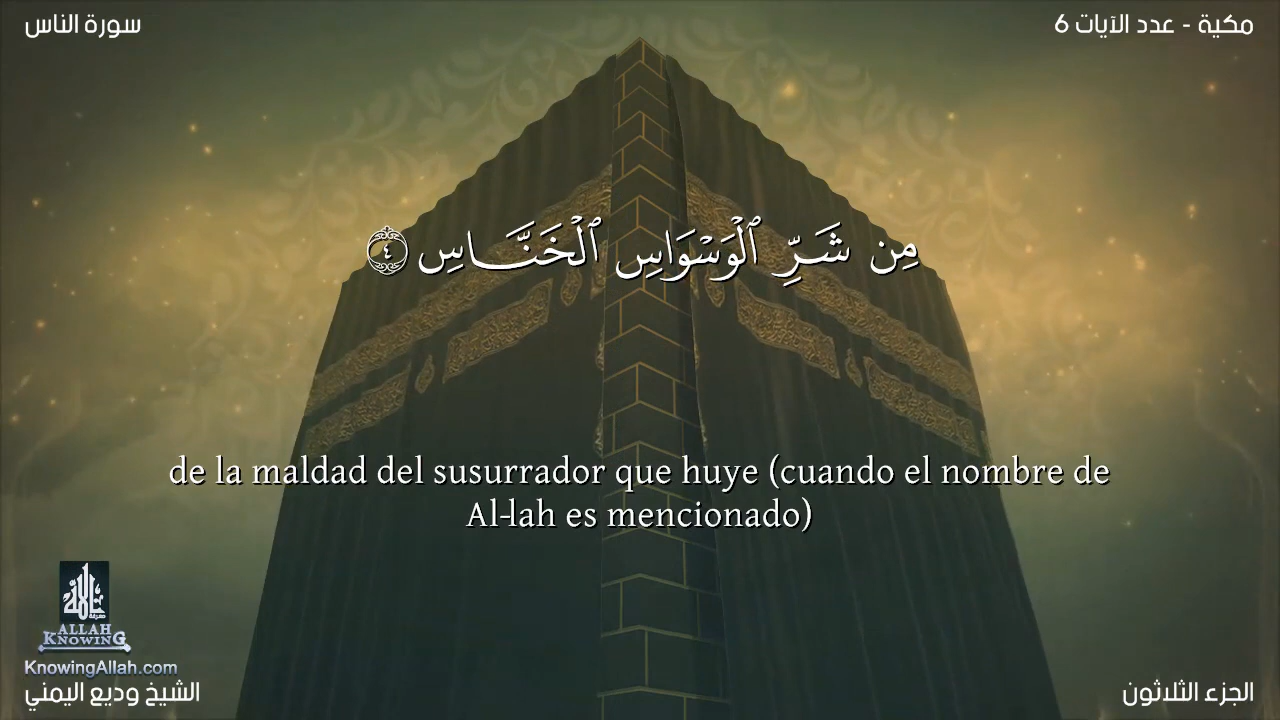 سورة الناس
مكية - عدد الآيات 6
مِن شَرِّ ٱلْوَسْوَاسِ ٱلْخَنَّاسِ ٤
de la maldad del susurrador que huye (cuando el nombre de
Al-lah es mencionado)
ALLAH
KNOWING
KnowingAllah.com
الشيخ وديع اليمني
الجزء الثلاثون